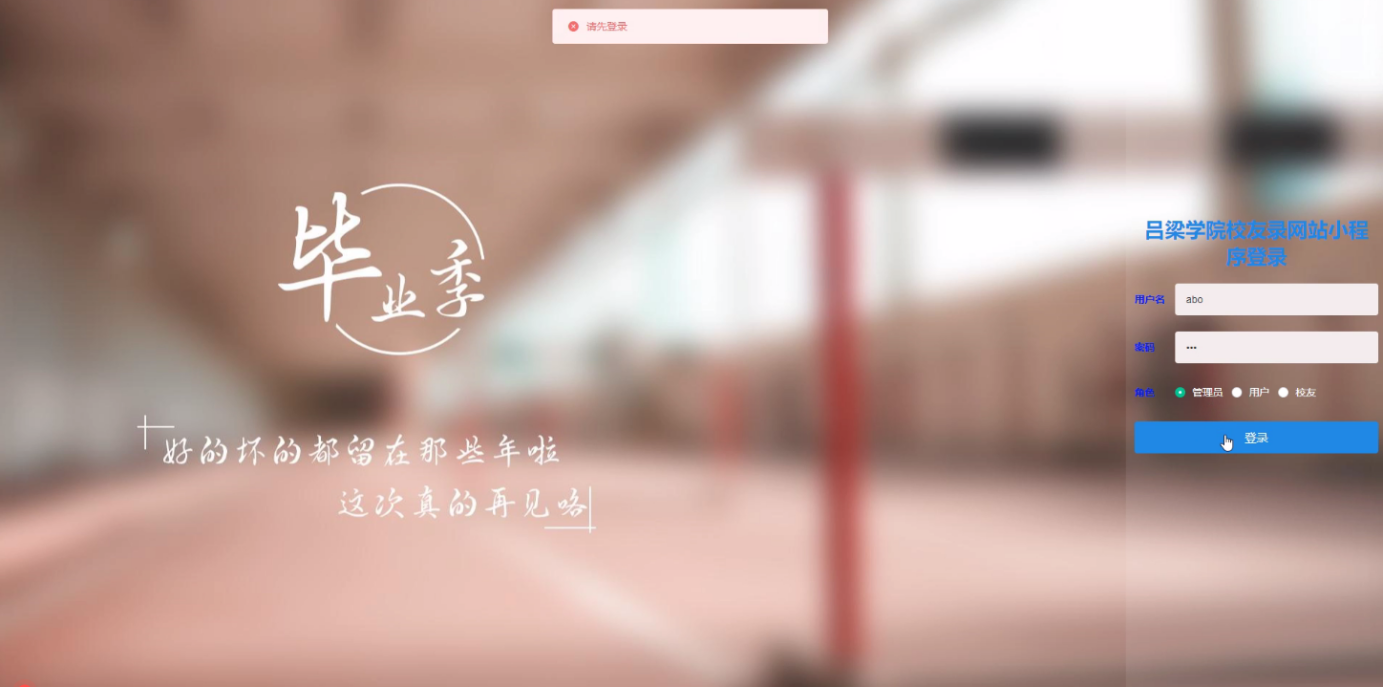 请先登录
毕业季
好的坏的都留在那些年啦
这次真的再见咯
吕梁学院校友录网站小程
序登录
用户名
abo
密码
•••
角色
管理员 用户 校友
登录